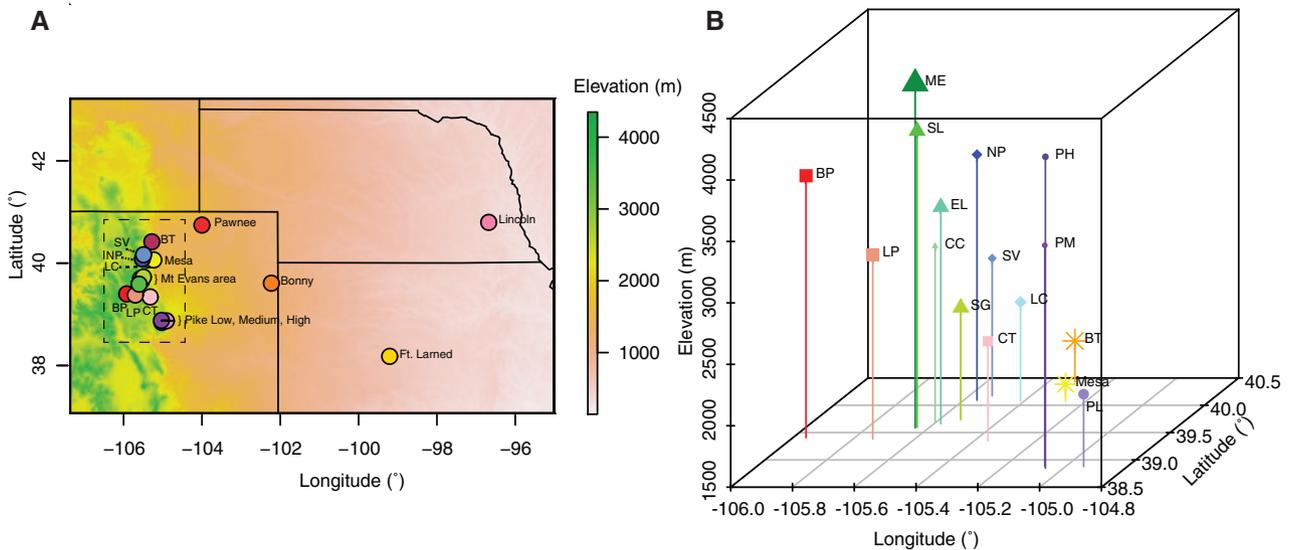 A
B
Elevation (m)
4000
3000
2000
1000
Latitude (°)
42
40
38
−106
−104
−102
−100
−98
−96
Longitude (°)
Pawnee
Lincoln
SV
BT
NP
Mesa
LC
} Mt Evans area
Bonny
BP
LP
CT
} Pike Low, Medium, High
Ft. Larned
Elevation (m)
4500
4000
3500
3000
2500
2000
1500
ME
SL
NP
PH
BP
EL
LP
CC
SV
PM
SG
LC
CT
BT
Mesa
PL
40.5
40.0
39.5
39.0
38.5
Latitude (°)
-106.0
-105.8
-105.6
-105.4
-105.2
-105.0
-104.8
Longitude (°)